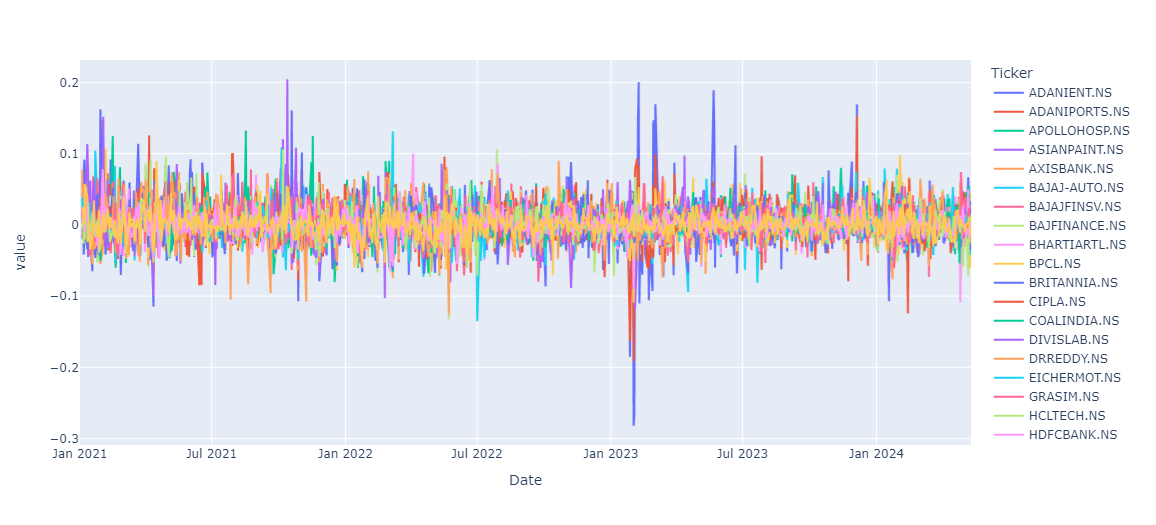 Ticker
ADANIENT.NS
ADANIPORTS.NS
APOLLOHOSP.NS
ASIANPAINT.NS
AXISBANK.NS
BAJAJ-AUTO.NS
BAJAJFINSV.NS
BAJFINANCE.NS
BHARTIARTL.NS
BPCL.NS
BRITANNIA.NS
CIPLA.NS
COALINDIA.NS
DIVISLAB.NS
DRREDDY.NS
EICHERMOT.NS
GRASIM.NS
HCLTECH.NS
HDFCBANK.NS
value
0.2
0.1
0
−0.1
−0.2
−0.3
Jan 2021 Jul 2021 Jan 2022 Jul 2022 Jan 2023 Jul 2023 Jan 2024
Date